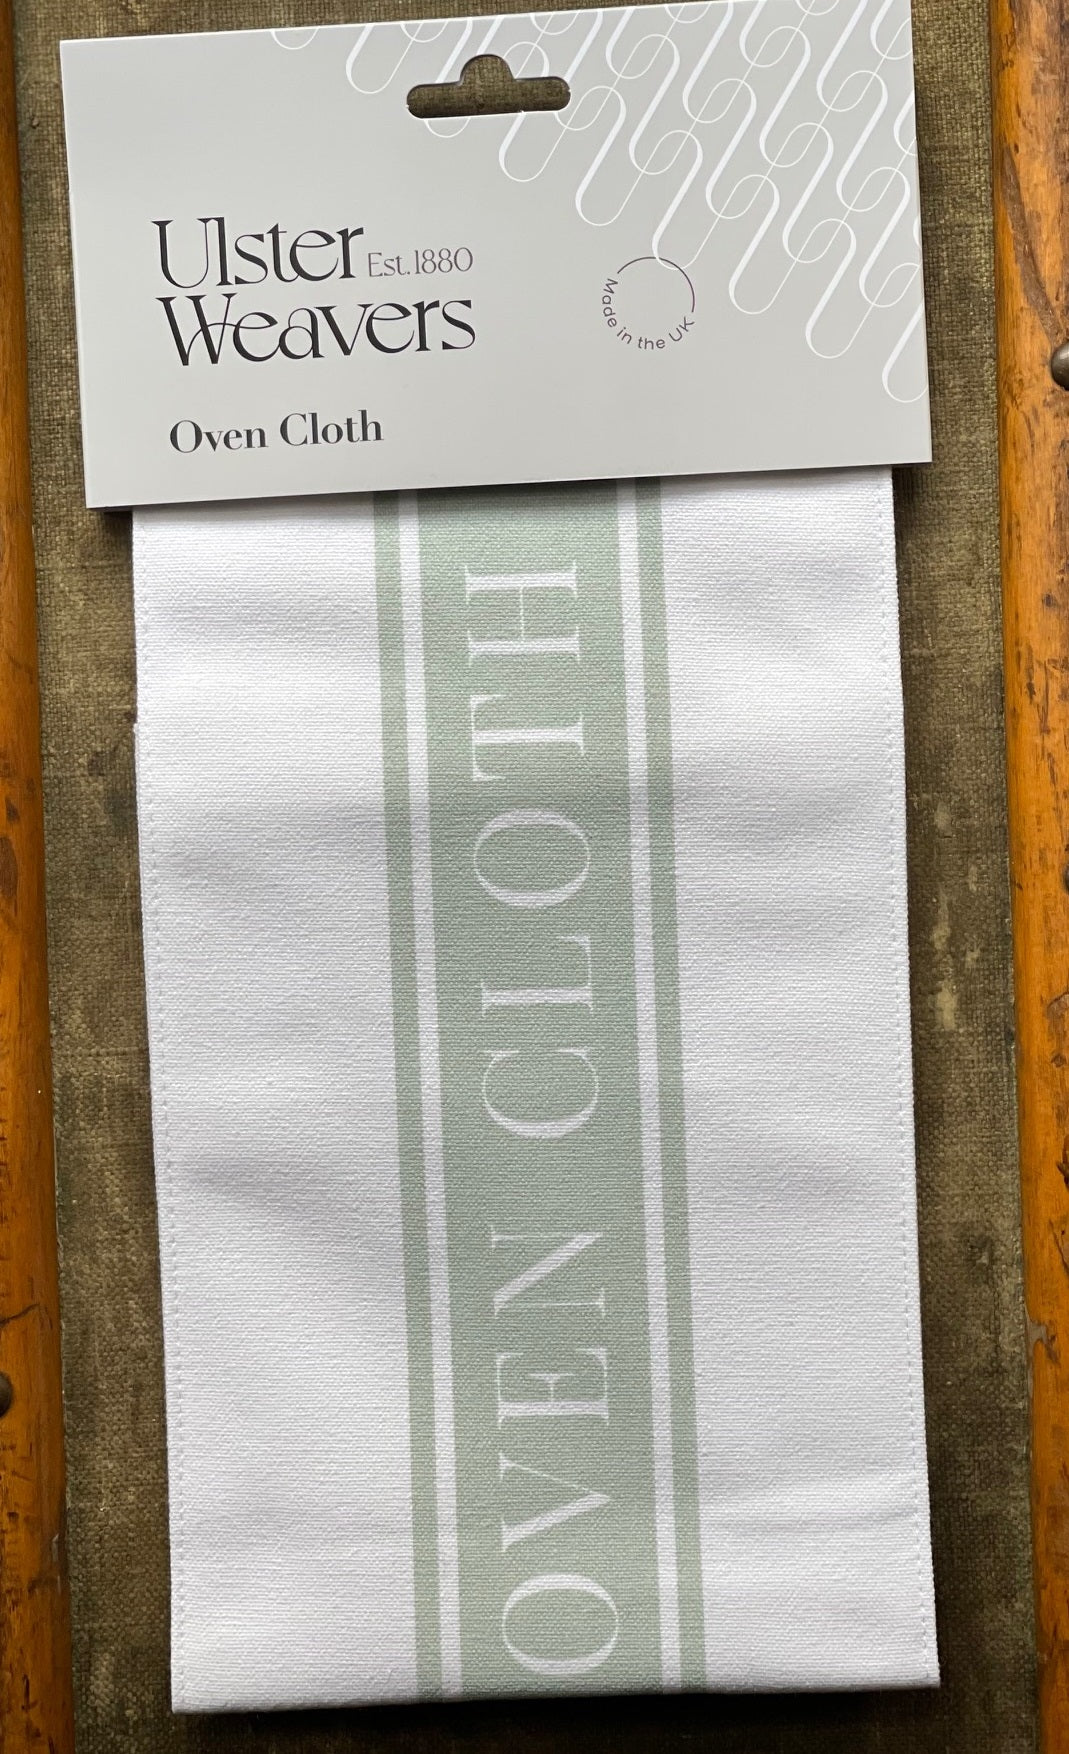 Ulster Est. 1880
Weavers
Made in the UK
Oven Cloth
OVEN CLOTH